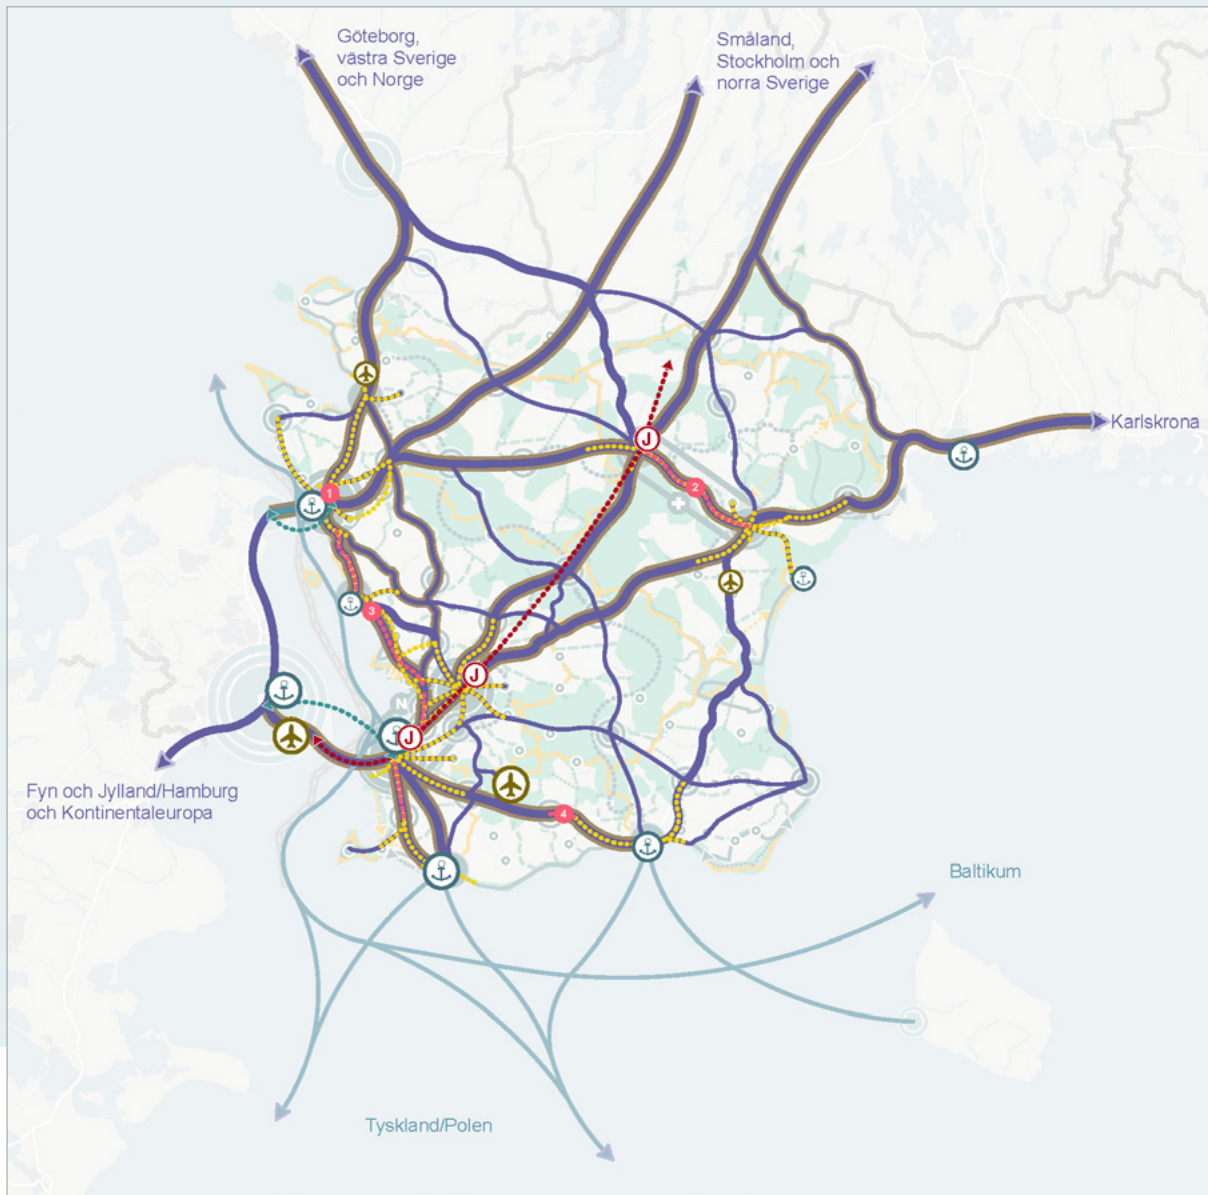 Göteborg,
västra Sverige
och Norge
Småland,
Stockholm och
norra Sverige
J
1
2
Karlskrona
3
J
N
J
Fyn och Jylland/Hamburg
och Kontinentaleuropa
4
Baltikum
Tyskland/Polen